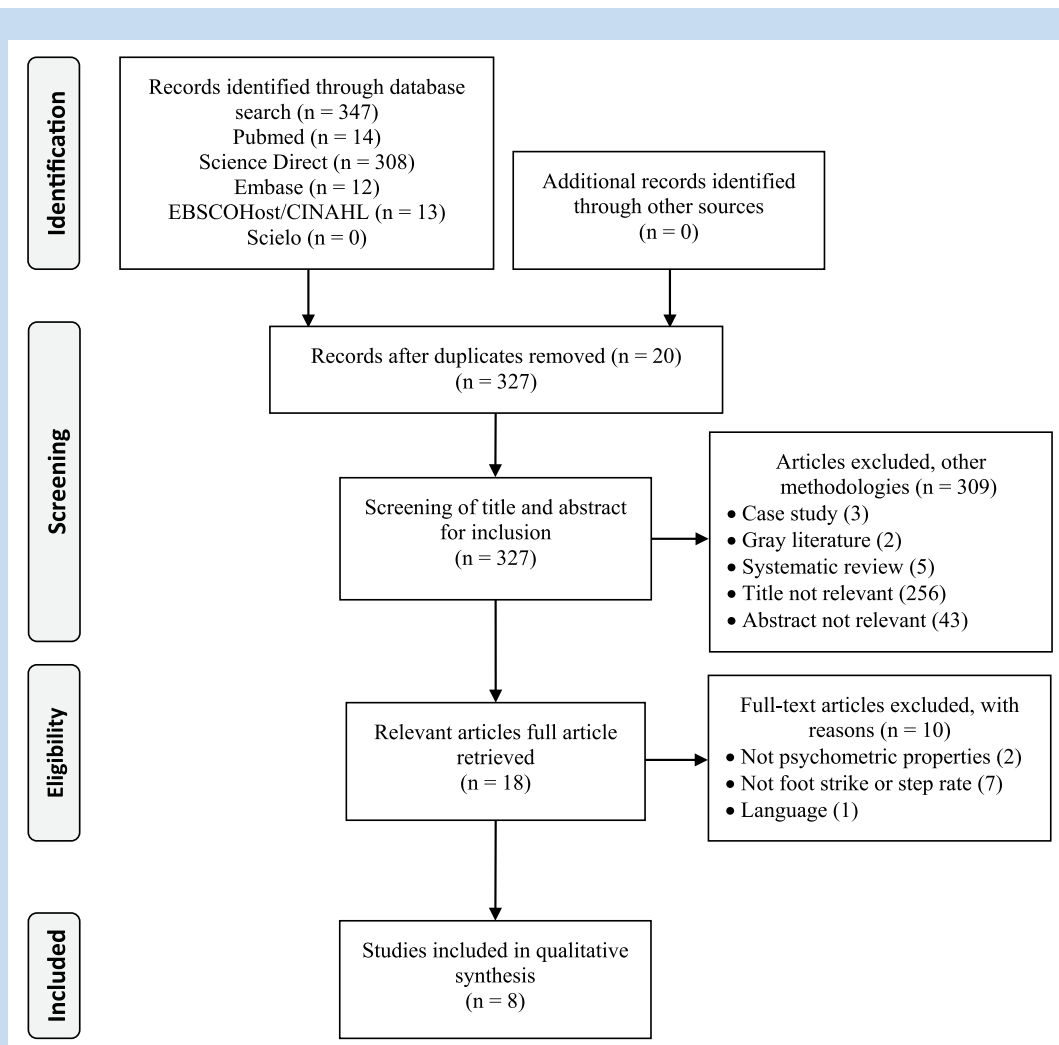 Identification
Records identified through database
search (n = 347)
Pubmed (n = 14)
Science Direct (n = 308)
Embase (n = 12)
EBSCOHost/CINAHL (n = 13)
Scielo (n = 0)
Additional records identified
through other sources
(n = 0)
Screening
Records after duplicates removed (n = 20)
(n = 327)
Screening of title and abstract
for inclusion
(n = 327)
Articles excluded, other
methodologies (n = 309)
• Case study (3)
• Gray literature (2)
• Systematic review (5)
• Title not relevant (256)
• Abstract not relevant (43)
Eligibility
Relevant articles full article
retrieved
(n = 18)
Full-text articles excluded, with
reasons (n = 10)
• Not psychometric properties (2)
• Not foot strike or step rate (7)
• Language (1)
Included
Studies included in qualitative
synthesis
(n = 8)